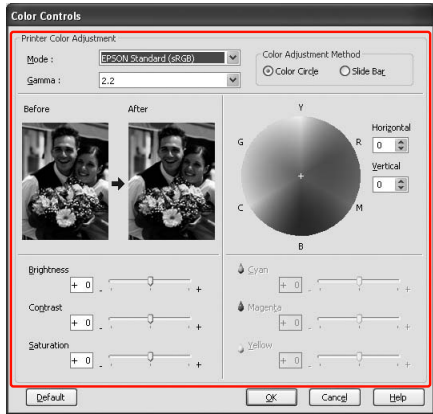 Color Controls
Printer Color Adjustment
Mode : EPSON Standard (sRGB)
Gamma : 2.2
Color Adjustment Method
Color Circle Slide Bar
Before After
Y
G R
C M
B
Horizontal
0
Vertical
0
Brightness
+ 0 - +
Contrast
+ 0 - +
Saturation
+ 0 - +
Cyan
+ 0 - +
Magenta
+ 0 - +
Yellow
+ 0 - +
Default OK Cancel Help